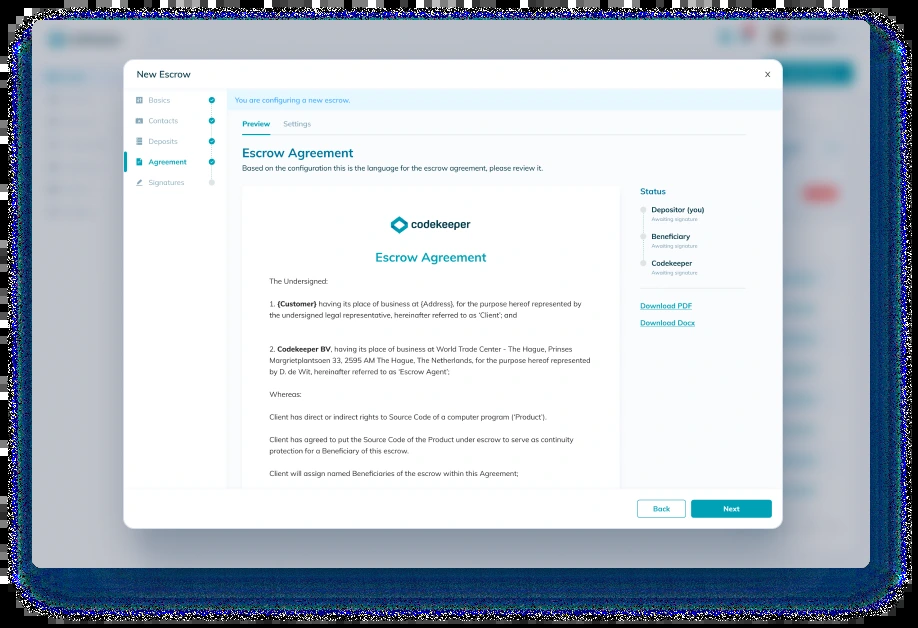 New Escrow
X
Basics
Contacts
Deposits
Agreement
Signatures
You are configuring a new escrow.
Preview
Settings
Escrow Agreement
Based on the configuration this is the language for the escrow agreement, please review it.
codekeeper
Escrow Agreement
The Undersigned:
1. {Customer} having its place of business at {Address}, for the purpose hereof represented by
the undersigned legal representative, hereinafter referred to as 'Client'; and
2. Codekeeper BV, having its place of business at World Trade Center - The Hague, Prinses
Margrietplantsoen 33, 2595 AM The Hague, The Netherlands, for the purpose hereof represented
by D. de Wit, hereinafter referred to as 'Escrow Agent';
Whereas:
Client has direct or indirect rights to Source Code of a computer program ('Product').
Client has agreed to put the Source Code of the Product under escrow to serve as continuity
protection for a Beneficiary of this escrow.
Client will assign named Beneficiaries of the escrow within this Agreement;
Status
Depositor (you)
Awaiting signature
Beneficiary
Awaiting signature
Codekeeper
Awaiting signature
Download PDF
Download Docx
Back
Next